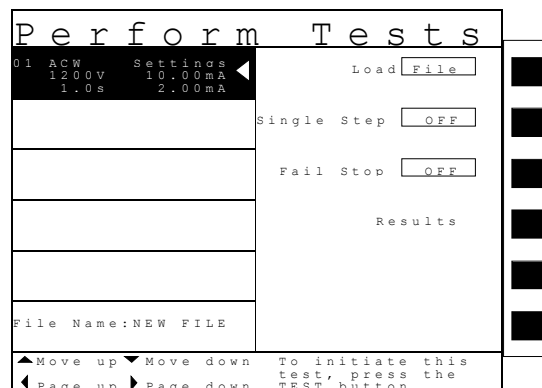 Perform Tests
01 ACW Settings
1200V 10.00mA
1.0s 2.00mA
Load File
Single Step OFF
Fail Stop OFF
Results
File Name:NEW FILE
Move up Move down To initiate this
test, press the
Page up Page down TEST button